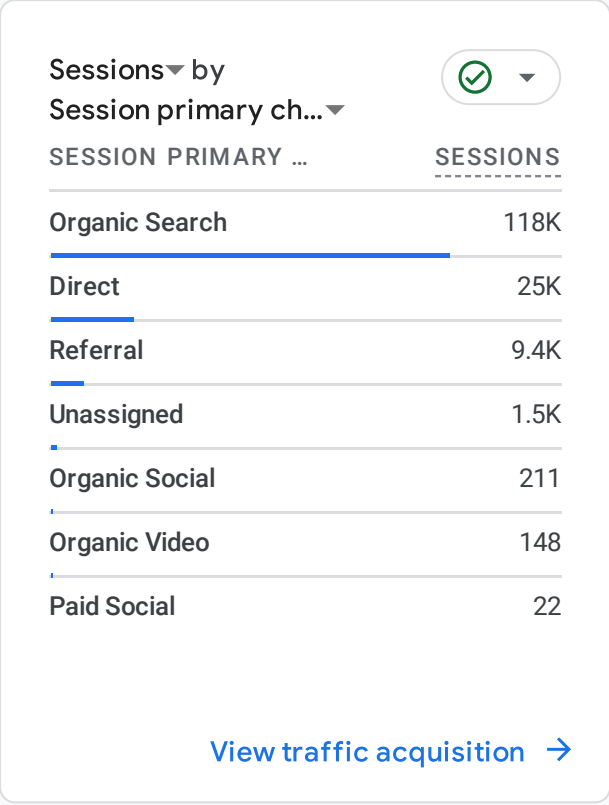 Sessions by
Session primary ch...
SESSION PRIMARY ...
SESSIONS
Organic Search 118K
Direct 25K
Referral 9.4K
Unassigned 1.5K
Organic Social 211
Organic Video 148
Paid Social 22
View traffic acquisition